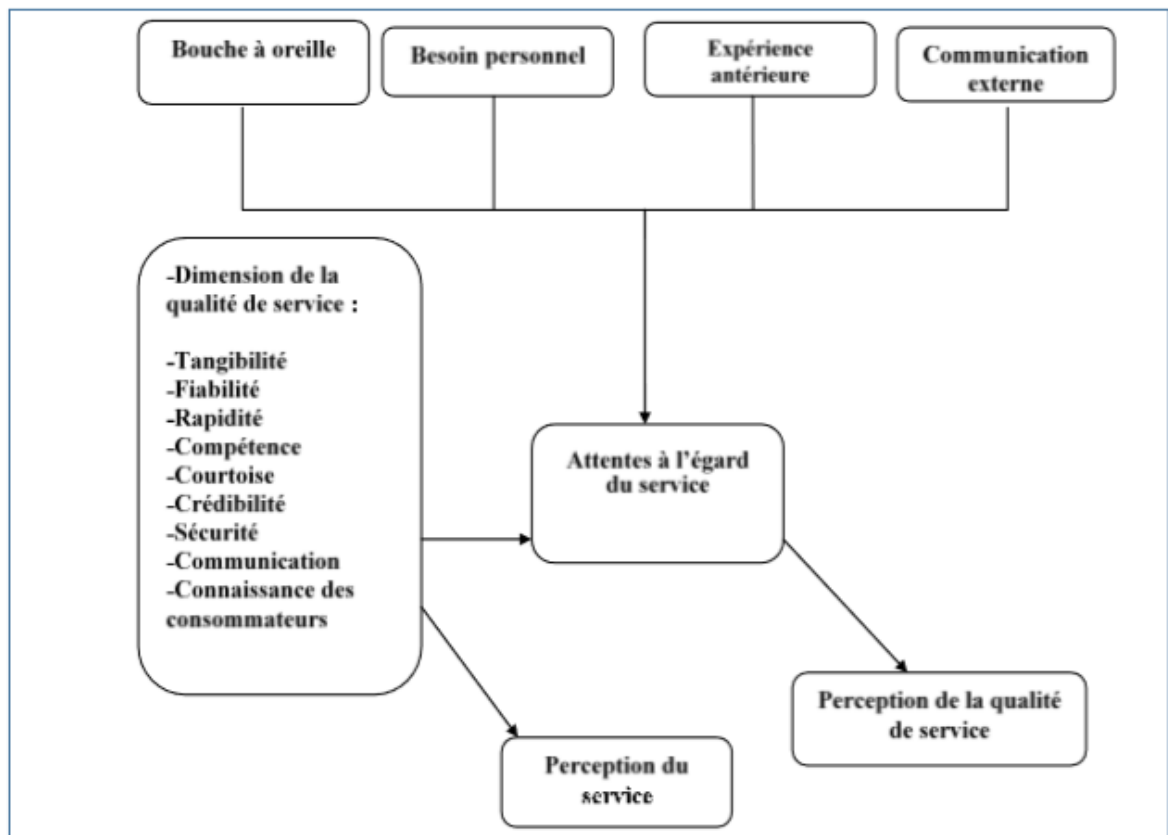 Bouche à oreille
Besoin personnel
Expérience
antérieure
Communication
externe
-Dimension de la
qualité de service :
-Tangibilité
-Fiabilité
-Rapidité
-Compétence
-Courtoise
-Crédibilité
-Sécurité
-Communication
-Connaissance des
consommateurs
Attentes à l’égard
du service
Perception de la qualité
de service
Perception du
service